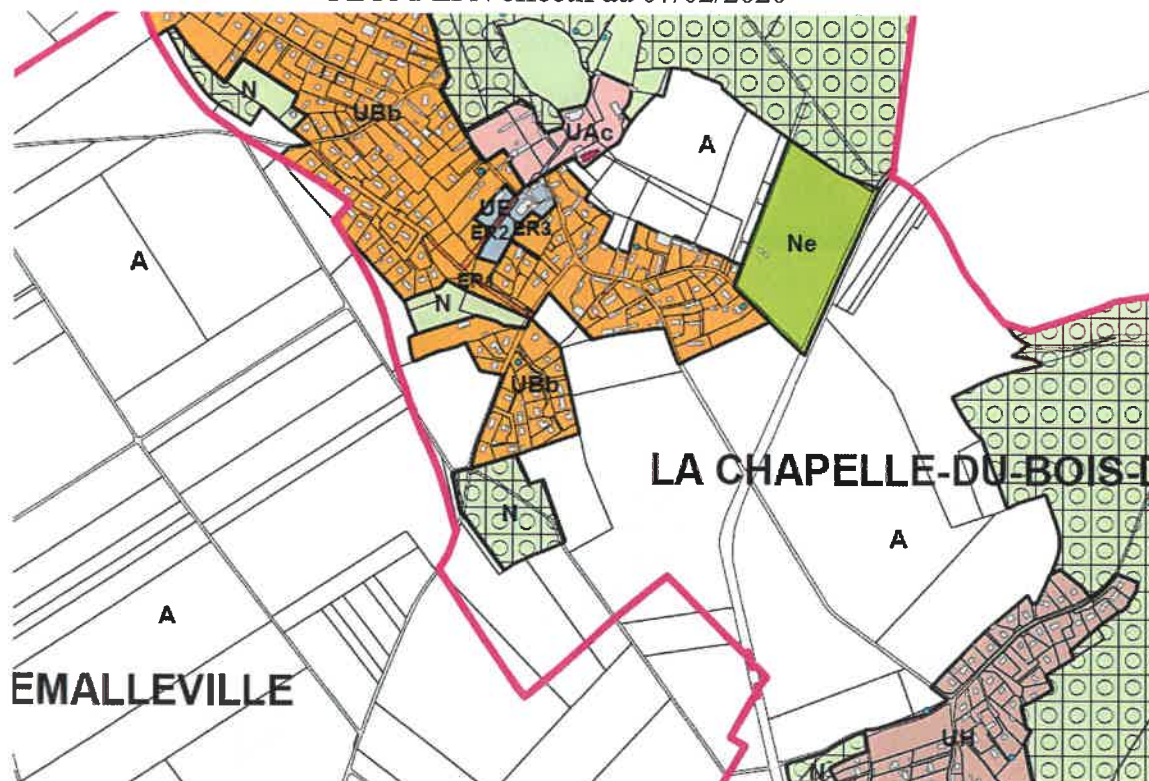 N
UBb
UAc
A
UE
ER2
ER3
Ne
A
ER1
N
UBb
LA CHAPELLE-DU-BOIS-D
N
A
A
EMALLEVILLE
UH
N